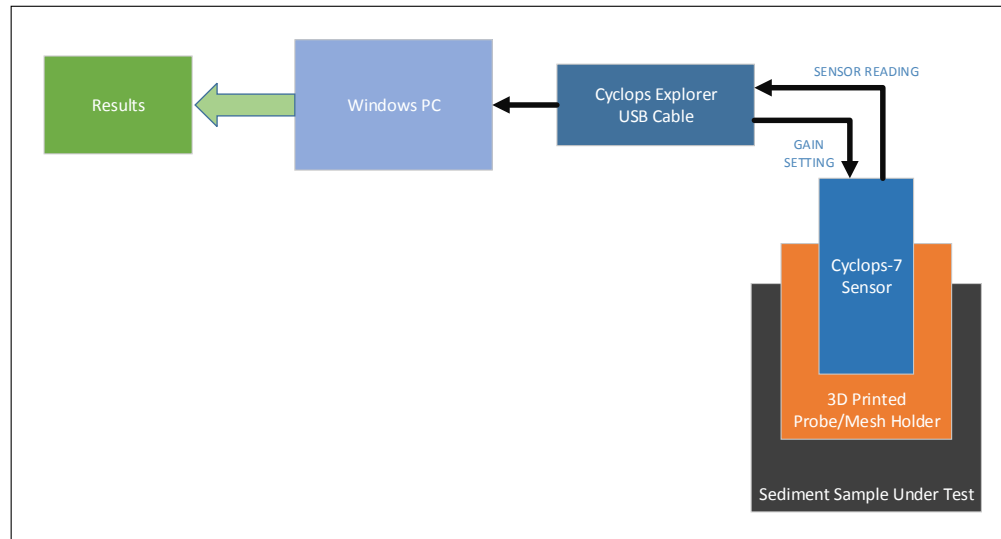 Results
Windows PC
Cyclops Explorer
USB Cable
SENSOR READING
GAIN
SETTING
Cyclops-7
Sensor
3D Printed
Probe/Mesh Holder
Sediment Sample Under Test